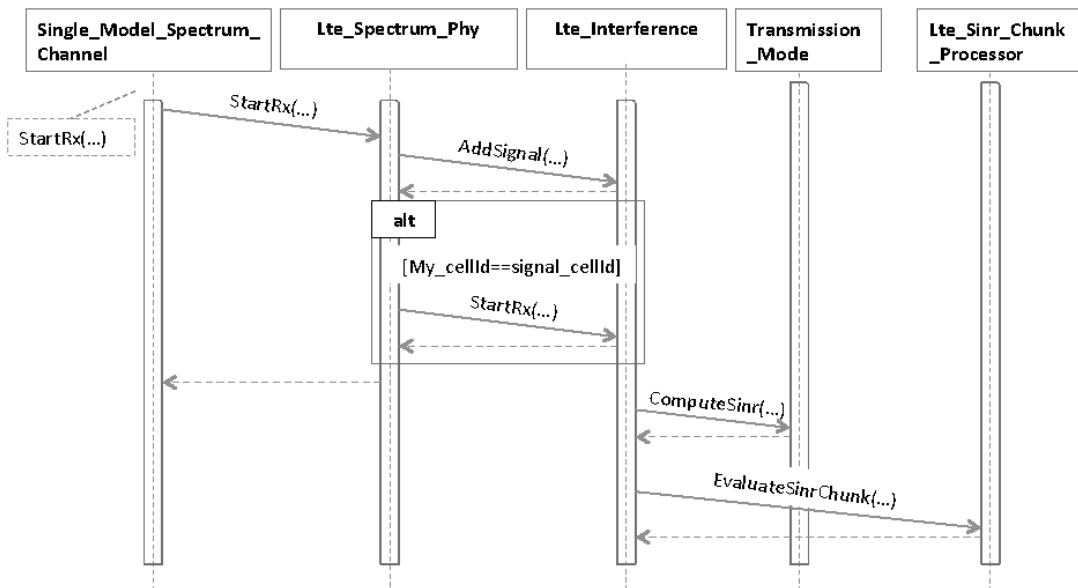 Single_Model_Spectrum_
Channel
Lte_Spectrum_Phy
Lte_Interference
Transmission
_Mode
Lte_Sinr_Chunk
_Processor
StartRx(...)
StartRx(...)
AddSignal(...)
alt
[My_cellId==signal_cellId]
StartRx(...)
ComputeSinr(...)
EvaluateSinrChunk(...)